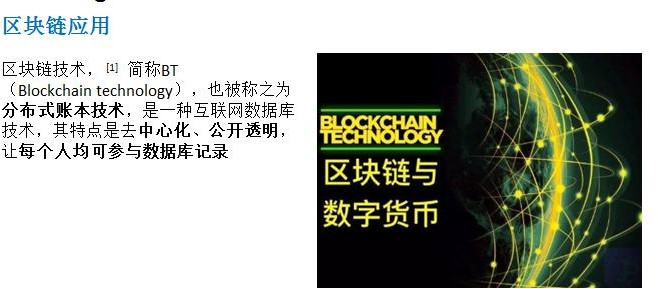 区块链应用
区块链技术， [1] 简称BT
（Blockchain technology），也被称之为
分布式账本技术，是一种互联网数据库
技术，其特点是去中心化、公开透明，
让每个人均可参与数据库记录
BLOCKCHAIN
TECHNOLOGY
区块链与
数字货币